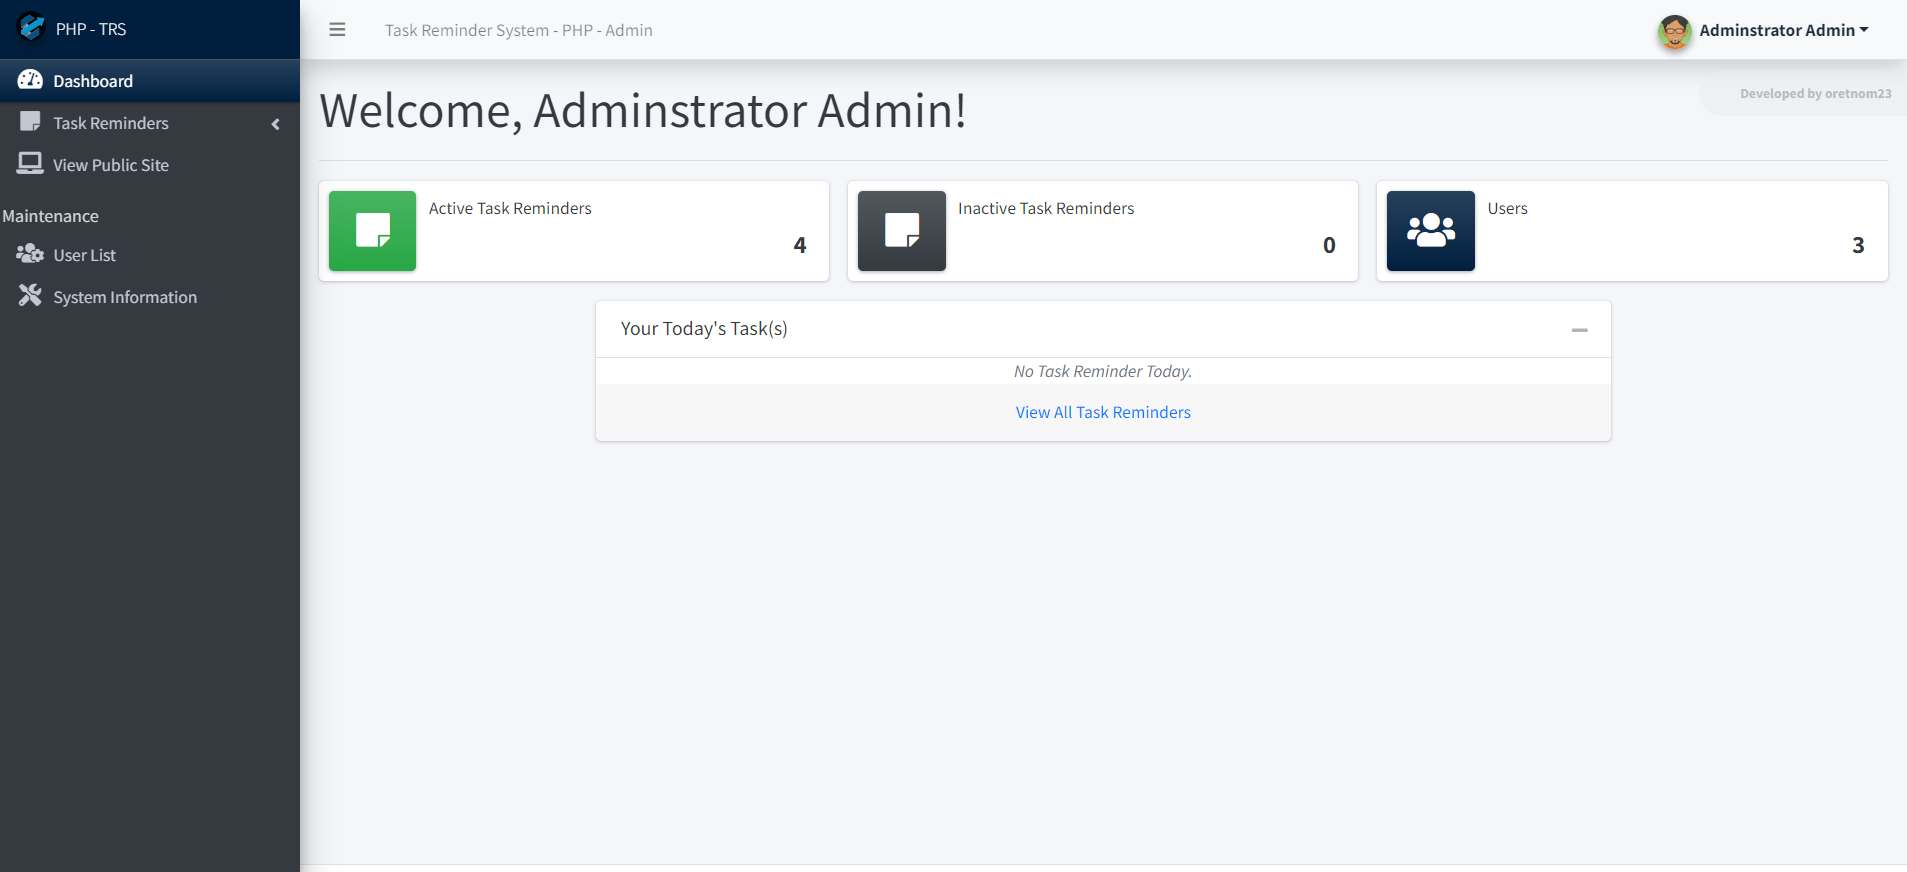 PHP - TRS
Task Reminder System - PHP - Admin
Adminstrator Admin
Dashboard
Task Reminders
View Public Site
Maintenance
User List
System Information
Developed by oretnom23
Welcome, Adminstrator Admin!
Active Task Reminders
4
Inactive Task Reminders
0
Users
3
Your Today's Task(s)
No Task Reminder Today.
View All Task Reminders